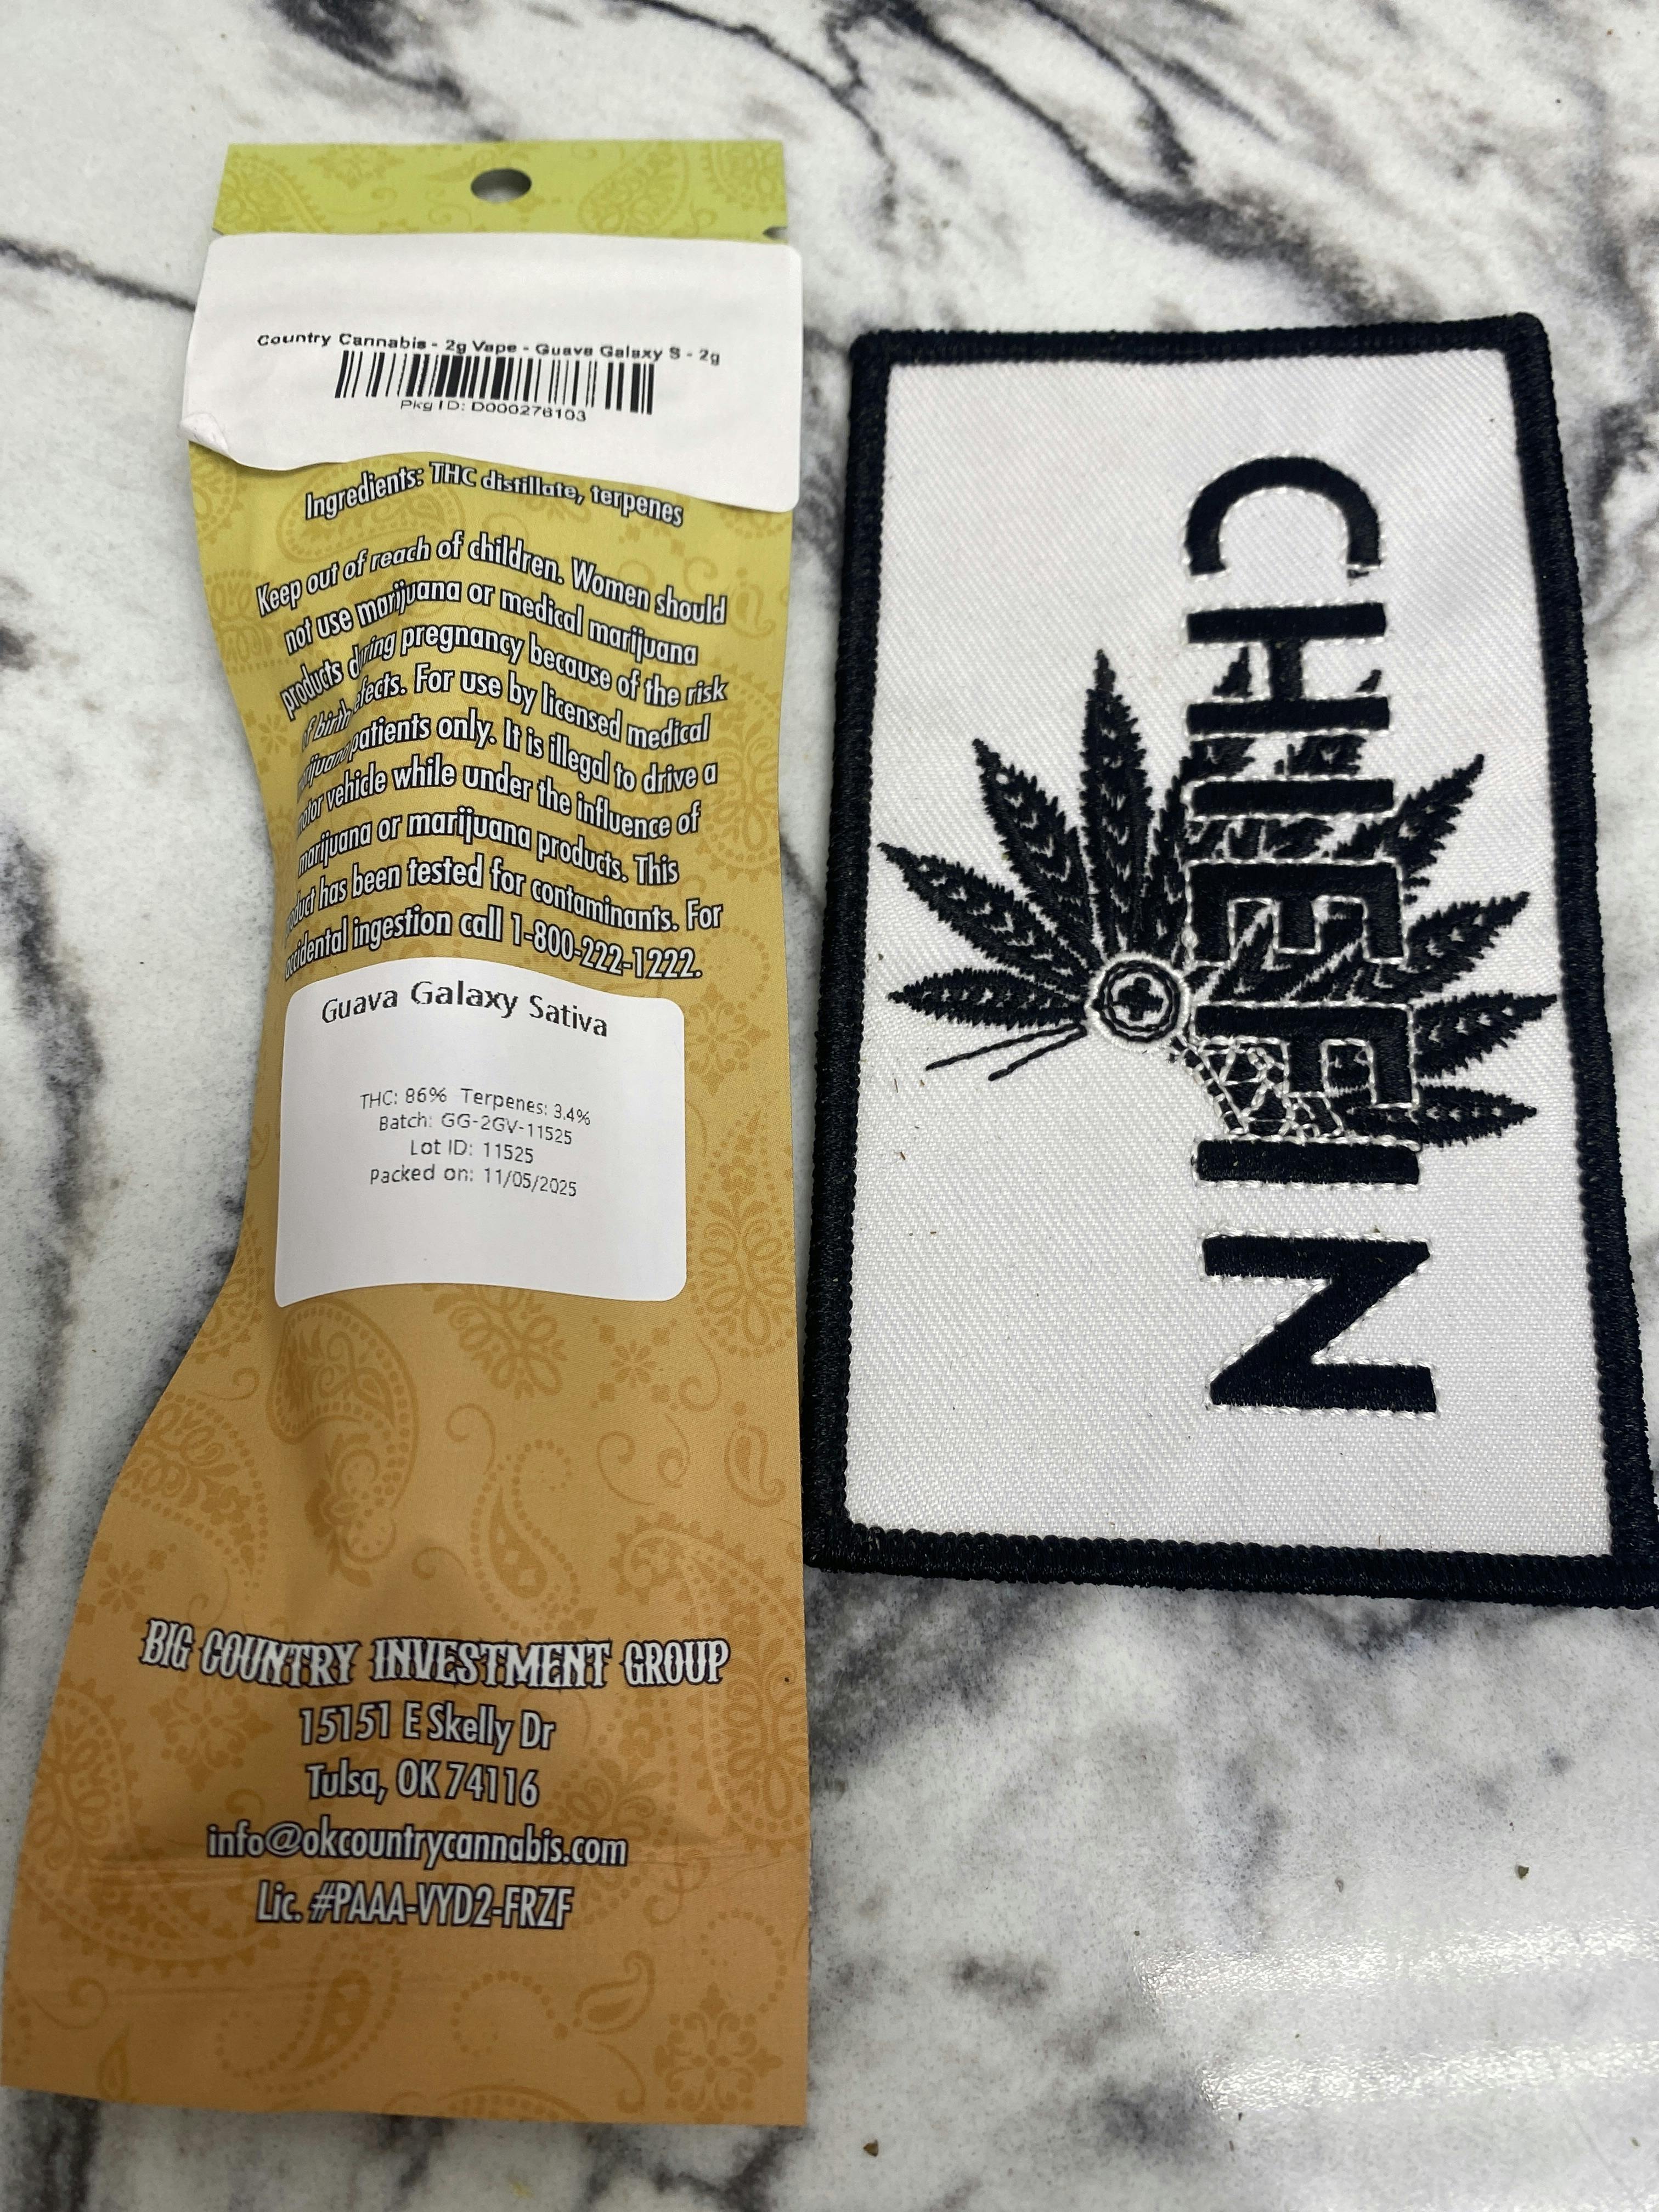 Country Cannabis - 2g Vape - Guava Galaxy S - 2g
Pkg ID: D000276103
Ingredients: THC distillate, terpenes
Keep out of reach of children. Women should
not use marijuana or medical marijuana
products during pregnancy because of the risk
of birth defects. For use by licensed medical
marijuana patients only. It is illegal to drive a
motor vehicle while under the influence of
marijuana or marijuana products. This
product has been tested for contaminants. For
accidental ingestion call 1-800-222-1222.
Guava Galaxy Sativa
THC: 86% Terpenes: 3.4%
Batch: GG-2GV-11525
Lot ID: 11525
Packed on: 11/05/2025
BIG COUNTRY INVESTMENT GROUP
15151 E Skelly Dr
Tulsa, OK 74116
info@okcountrycannabis.com
Lic. #PAAA-VYD2-FRZF
CHIEFIN